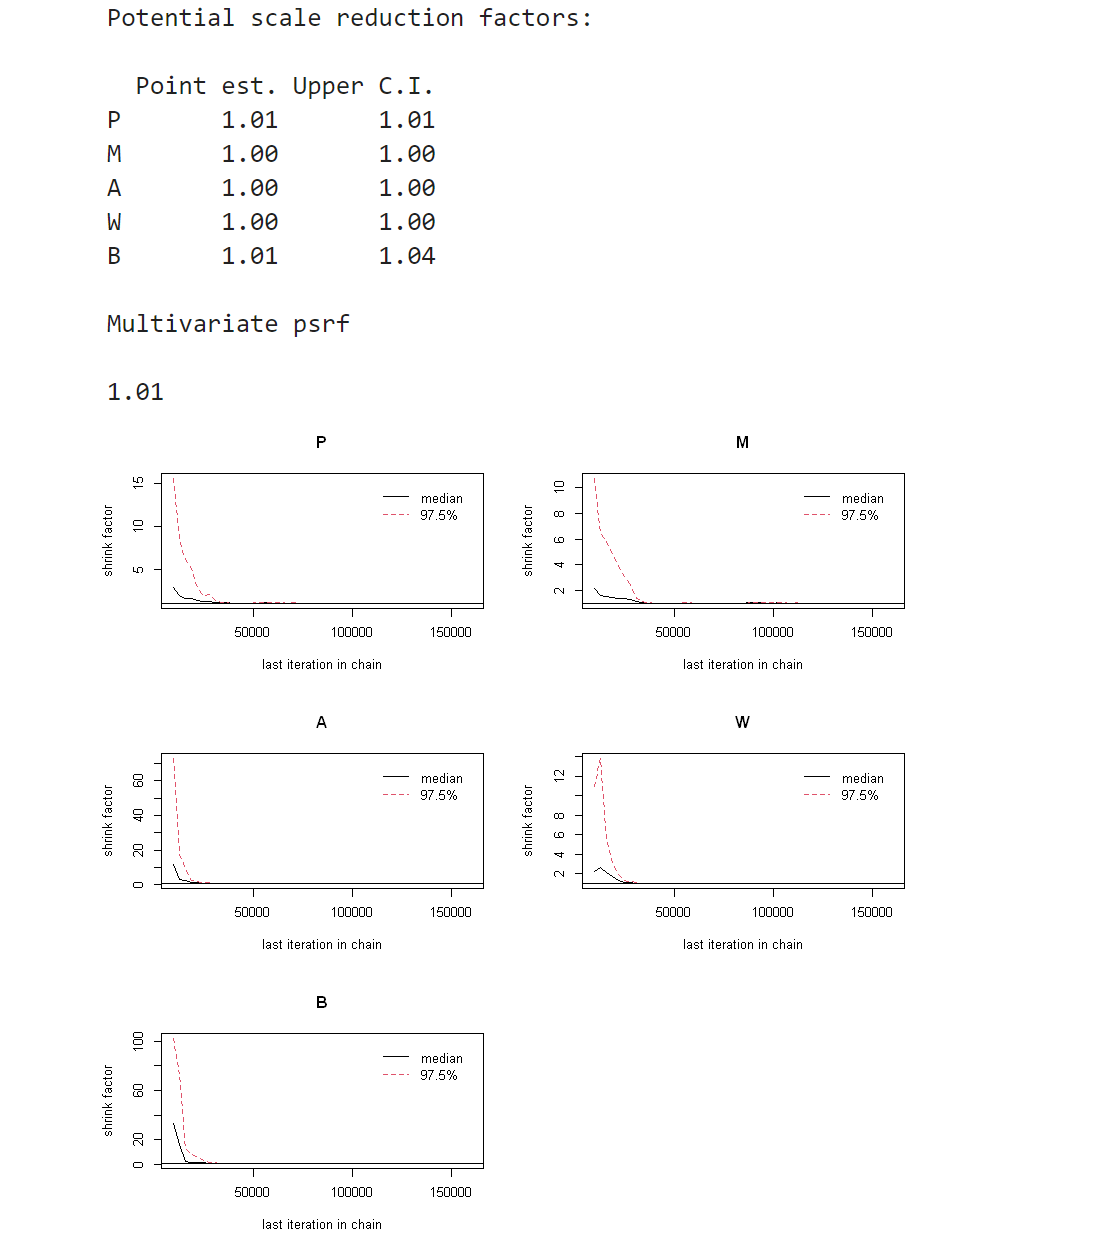 Potential scale reduction factors:
Point est. Upper C.I.
P 1.01 1.01
M 1.00 1.00
A 1.00 1.00
W 1.00 1.00
B 1.01 1.04
Multivariate psrf
1.01
P
shrink factor
5 10 15
median
97.5%
50000 100000 150000
last iteration in chain
M
shrink factor
2 4 6 8 10
median
97.5%
50000 100000 150000
last iteration in chain
A
shrink factor
0 20 40 60
median
97.5%
50000 100000 150000
last iteration in chain
W
shrink factor
2 4 6 8 12
median
97.5%
50000 100000 150000
last iteration in chain
B
shrink factor
0 20 60 100
median
97.5%
50000 100000 150000
last iteration in chain